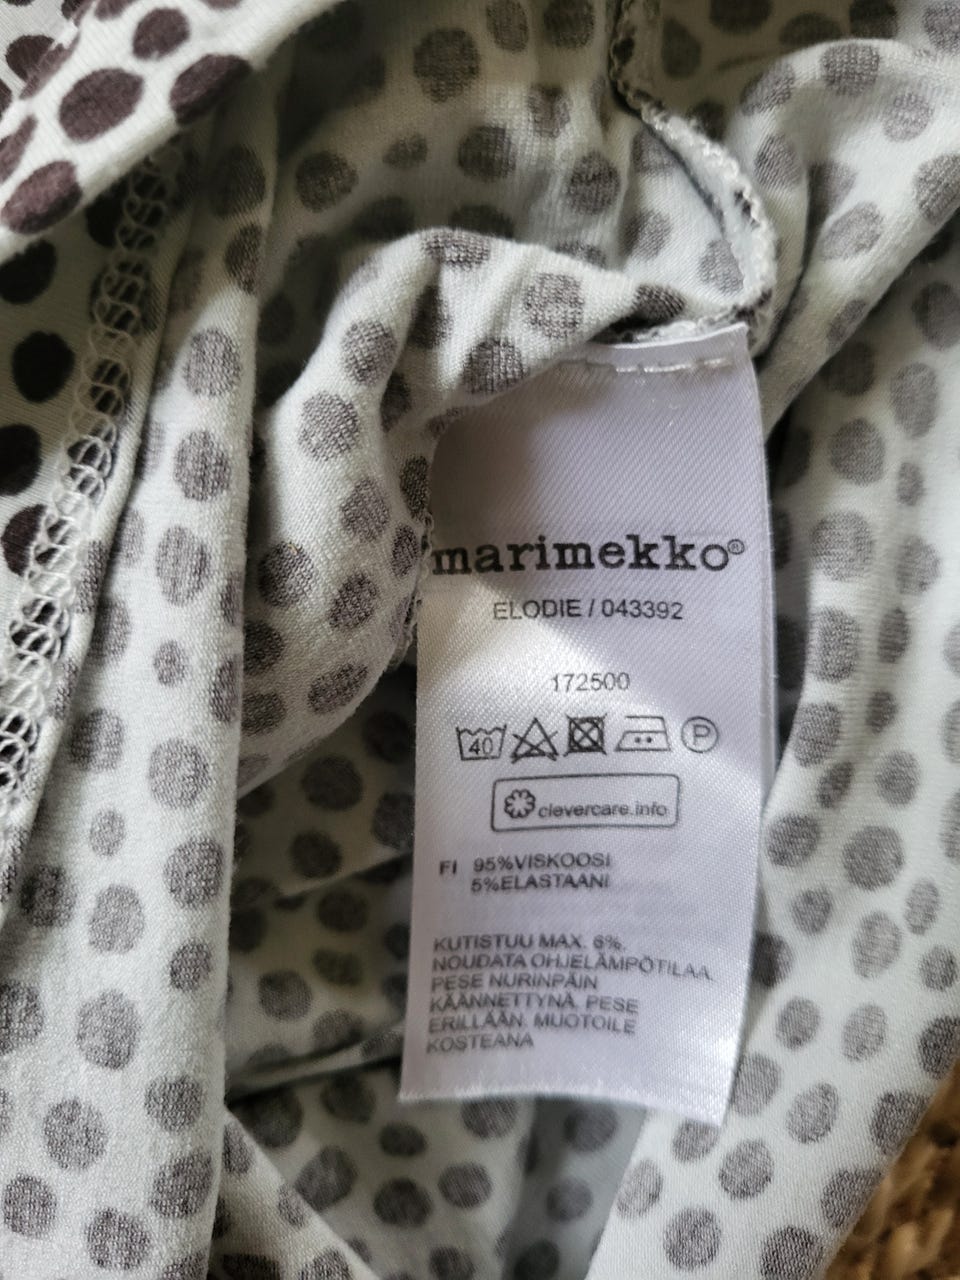 marimekko®
ELODIE / 043392
172500
40 P
clevercare.info
FI 95%VISKOOSI
5%ELASTAANI
KUTISTUU MAX. 6%.
NOUDATA OHJELÄMPÖTILAA.
PESE NURINPÄIN
KÄÄNNETTYNÄ. PESE
ERILLÄÄN. MUOTOILE
KOSTEANA